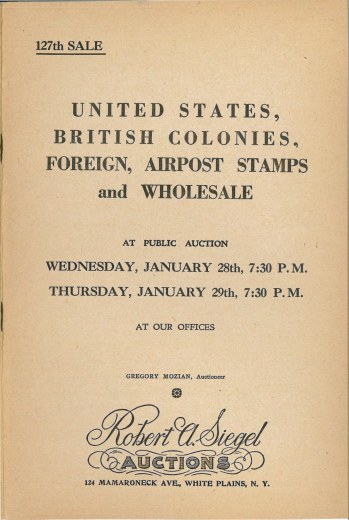 127th SALE
UNITED STATES,
BRITISH COLONIES,
FOREIGN, AIRPOST STAMPS
and WHOLESALE
AT PUBLIC AUCTION
WEDNESDAY, JANUARY 28th, 7:30 P.M.
THURSDAY, JANUARY 29th, 7:30 P.M.
AT OUR OFFICES
GREGORY MOZIAN, Auctioneer
Robert A. Siegel
AUCTIONS
124 MAMARONECK AVE., WHITE PLAINS, N. Y.